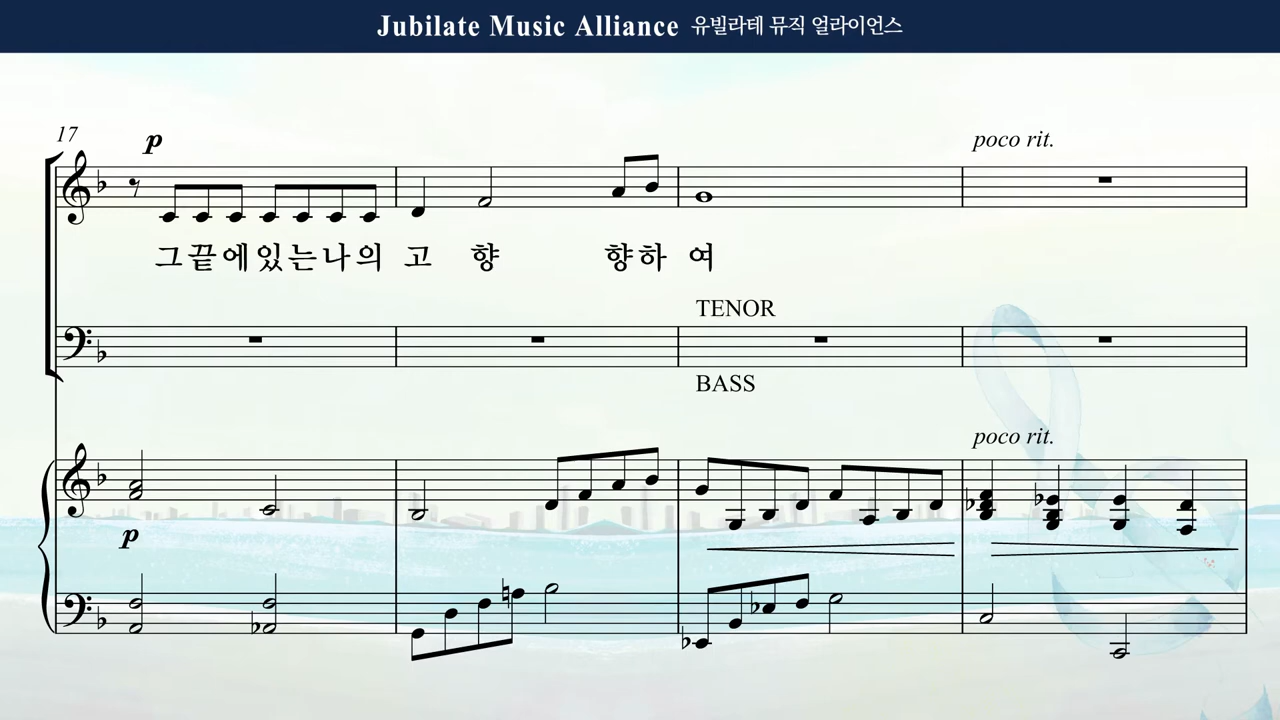 Jubilate Music Alliance 유빌라테 뮤직 얼라이언스
17
p
poco rit.
그끝에있는나의 고 향 향하 여
TENOR
BASS
poco rit.
p